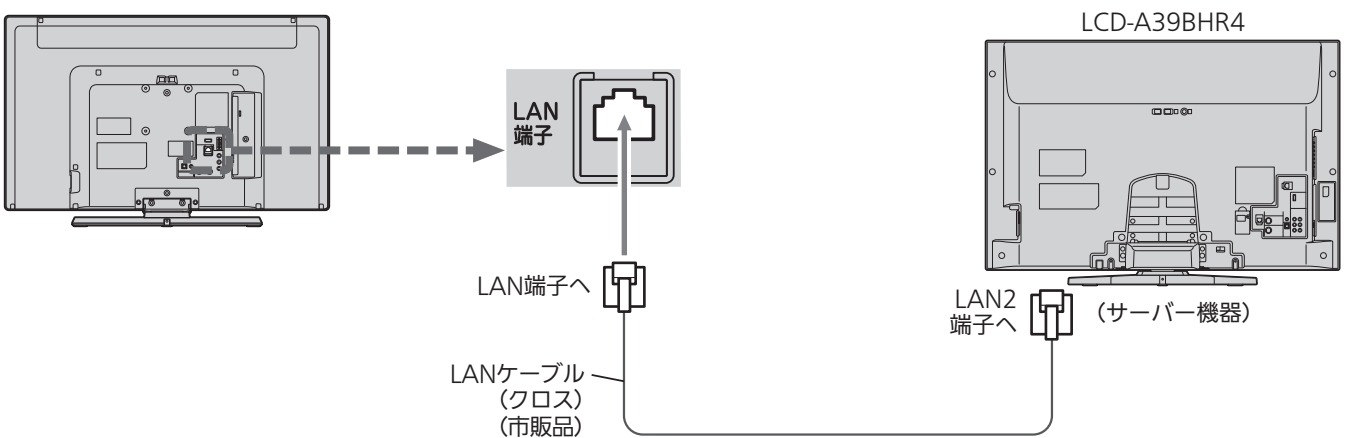 LCD-A39BHR4
LAN
端子
LAN端子へ
LAN2
端子へ
(サーバー機器)
LANケーブル
(クロス)
(市販品)